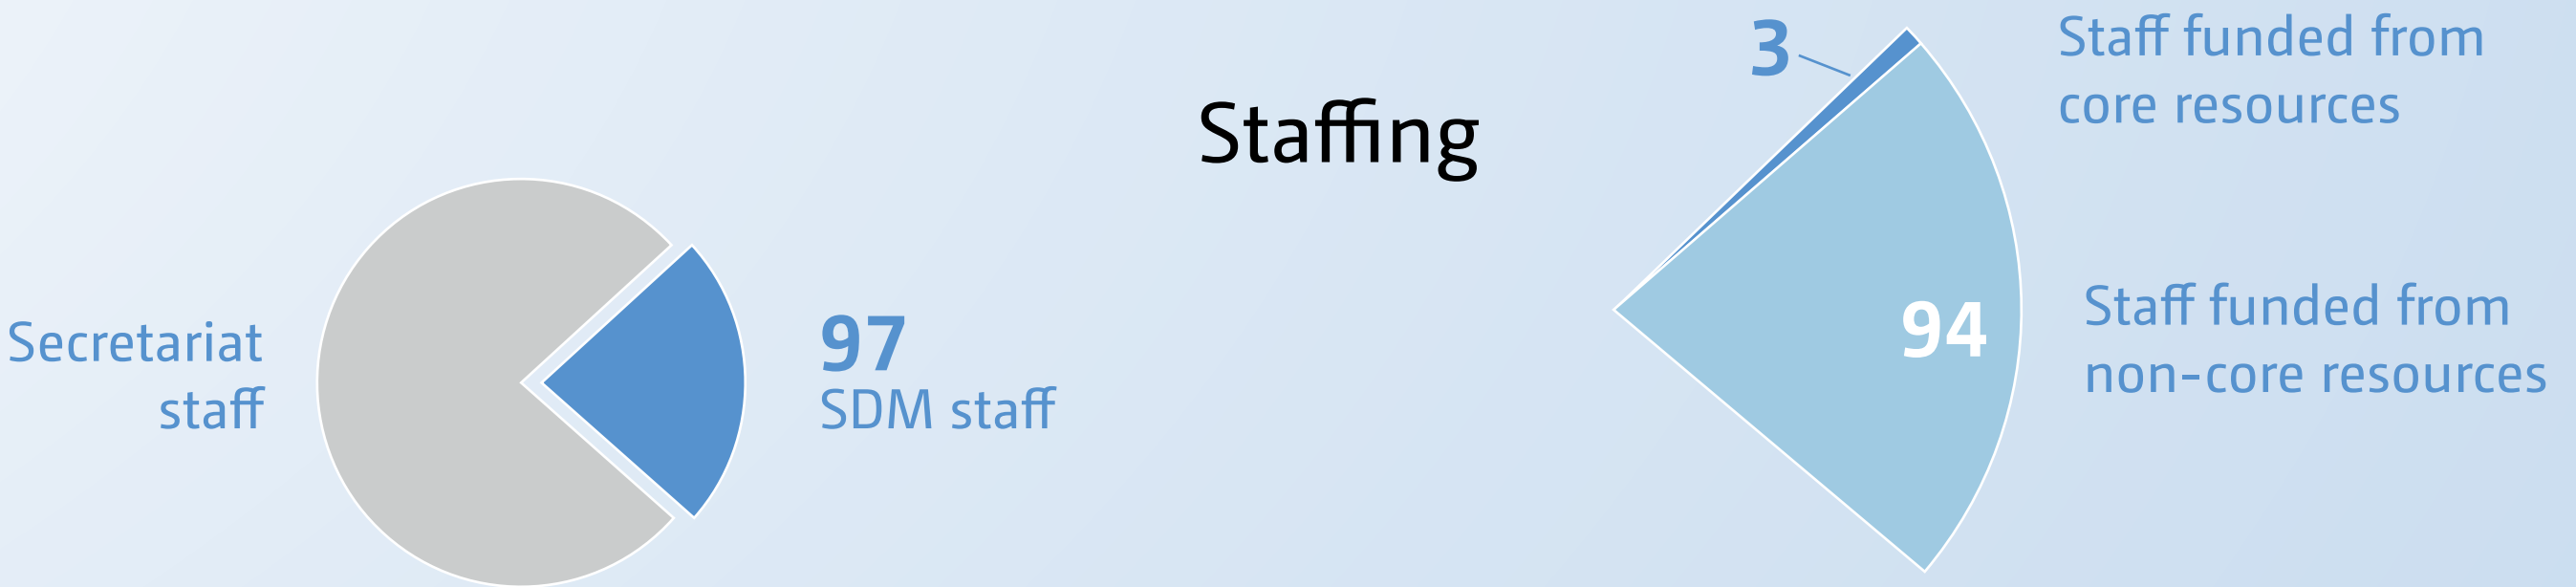 Staffing
Secretariat
staff
97
SDM staff
3
Staff funded from
core resources
94
Staff funded from
non-core resources